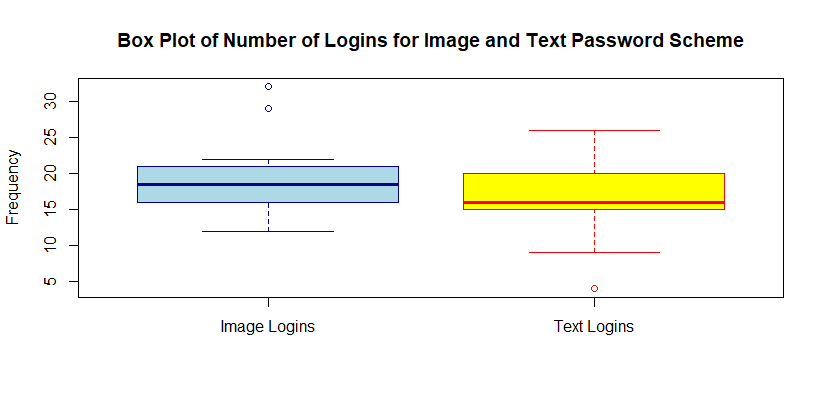 Box Plot of Number of Logins for Image and Text Password Scheme
Frequency
30
25
20
15
10
5
Image Logins
Text Logins